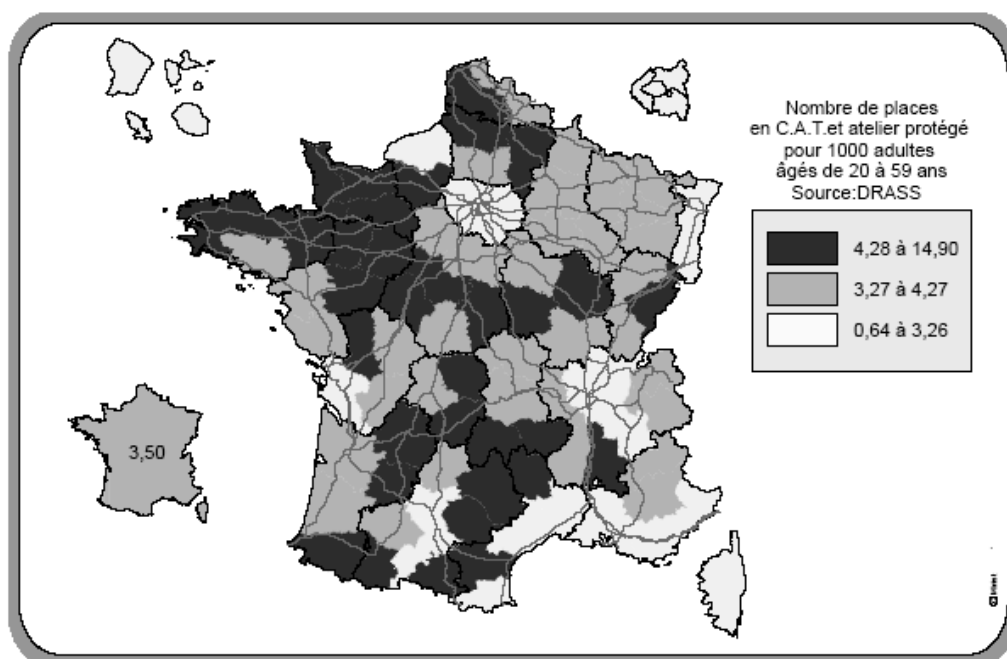 Nombre de places
en C.A.T.et atelier protégé
pour 1000 adultes
âgés de 20 à 59 ans
Source:DRASS
4,28 à 14,90
3,27 à 4,27
0,64 à 3,26
3,50